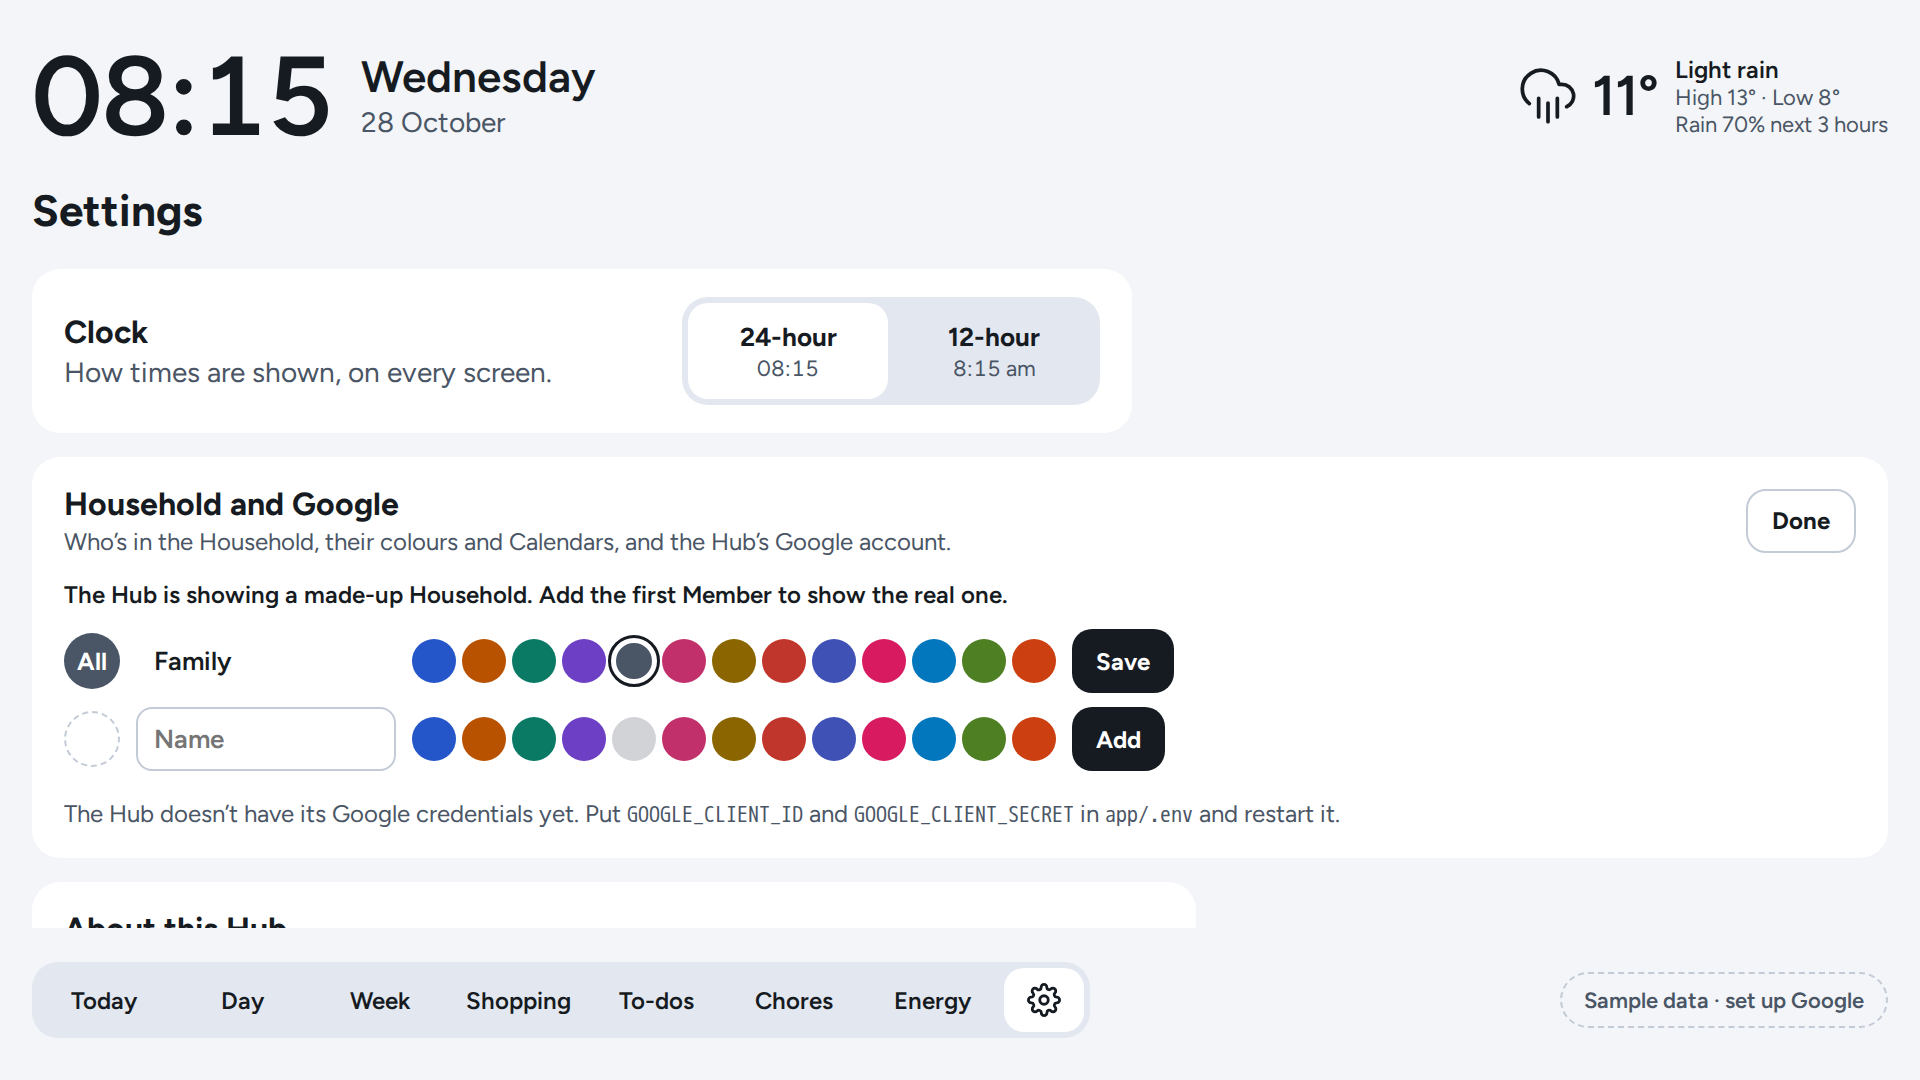 08:15
Wednesday
28 October
11°
Light rain
High 13° · Low 8°
Rain 70% next 3 hours
Settings
Clock
How times are shown, on every screen.
24-hour
08:15
12-hour
8:15 am
Household and Google
Who’s in the Household, their colours and Calendars, and the Hub’s Google account.
Done
The Hub is showing a made-up Household. Add the first Member to show the real one.
All Family Save
Name Add
The Hub doesn’t have its Google credentials yet. Put GOOGLE_CLIENT_ID and GOOGLE_CLIENT_SECRET in app/.env and restart it.
About this Hub
Today Day Week Shopping To-dos Chores Energy
Sample data · set up Google